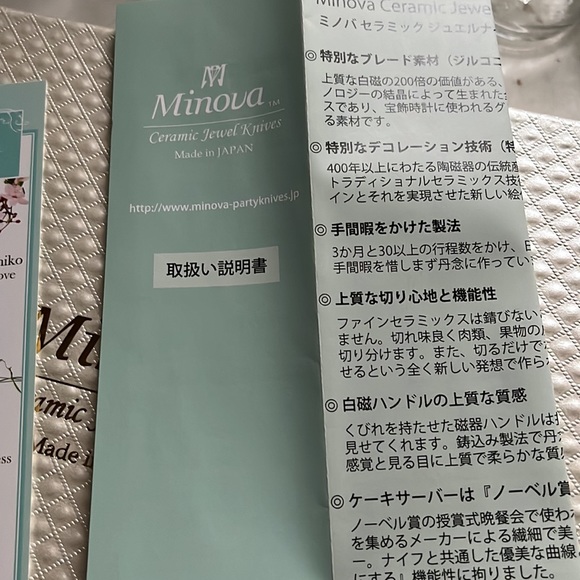 Minova
TM
Ceramic Jewel Knives
Made in JAPAN
http://www.minova-partyknives.jp
取扱い説明書
Minova Ceramic Jewe
ミノバ セラミック ジュエルナ
◎ 特別なブレード素材（ジルコニ
上質な白磁の200倍の価値がある、
ノロジーの結晶によって生まれた
スであり、宝飾時計に使われるグ
る素材です。
◎ 特別なデコレーション技術（特
400年以上にわたる陶磁器の伝統産
トラディショナルセラミックス技
インとそれを実現させた新しい絵
◎ 手間暇をかけた製法
3か月と30以上の行程数をかけ、日
手間暇を惜しまず丹念に作ってい
◎ 上質な切り心地と機能性
ファインセラミックスは錆びない
ません。切れ味良く肉類、果物の
切り分けます。また、切るだけで
せるという全く新しい発想で作ら
◎ 白磁ハンドルの上質な質感
くびれを持たせた磁器ハンドルは
見せてくれます。鋳込み製法で丹
感覚と見る目に上質で柔らかな質
◎ ケーキサーバーは『ノーベル賞
ノーベル賞の授賞式晩餐会で使わ
を集めるメーカーによる繊細で美
ー。ナイフと共通した優美な曲線
にする』機能性に拘りました。
hiko
ove
ess
Mi
amic
Made i